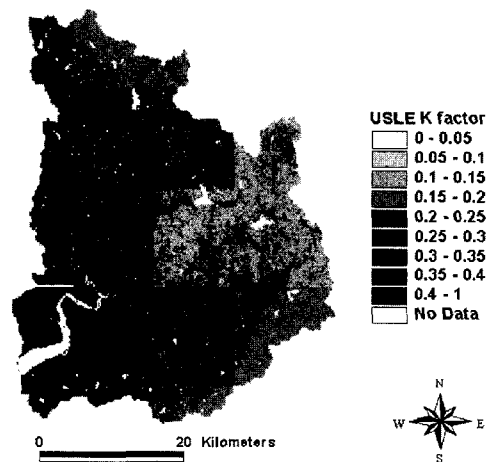 USLE K factor
0 - 0.05
0.05 - 0.1
0.1 - 0.15
0.15 - 0.2
0.2 - 0.25
0.25 - 0.3
0.3 - 0.35
0.35 - 0.4
0.4 - 1
No Data
N
W E
S
0 20 Kilometers